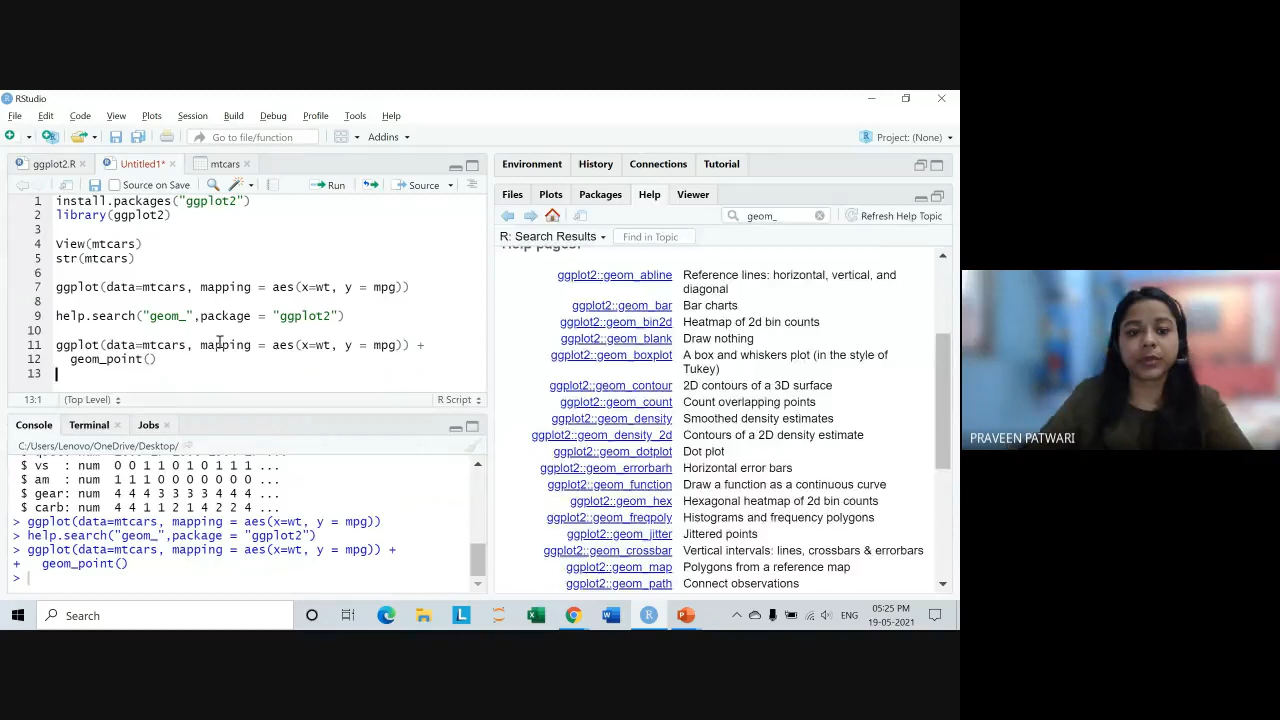 RStudio
File Edit Code View Plots Session Build Debug Profile Tools Help
Go to file/function Addins Project: (None)
ggplot2.R Untitled1* mtcars
Source on Save Run Source
1 install.packages("ggplot2")
2 library(ggplot2)
3
4 View(mtcars)
5 str(mtcars)
6
7 ggplot(data=mtcars, mapping = aes(x=wt, y = mpg))
8
9 help.search("geom_",package = "ggplot2")
10
11 ggplot(data=mtcars, mapping = aes(x=wt, y = mpg)) +
12 geom_point()
13
13:1 (Top Level) R Script
Console Terminal Jobs
C:/Users/Lenovo/OneDrive/Desktop/
$ vs : num 0 0 1 1 0 1 0 1 1 1 ...
$ am : num 1 1 1 0 0 0 0 0 0 0 ...
$ gear: num 4 4 4 3 3 3 3 4 4 4 ...
$ carb: num 4 4 1 1 2 1 4 2 2 4 ...
> ggplot(data=mtcars, mapping = aes(x=wt, y = mpg))
> help.search("geom_",package = "ggplot2")
> ggplot(data=mtcars, mapping = aes(x=wt, y = mpg)) +
+ geom_point()
>
Environment History Connections Tutorial
Files Plots Packages Help Viewer
geom_ Refresh Help Topic
R: Search Results Find in Topic
Help pages:
ggplot2::geom_abline Reference lines: horizontal, vertical, and
diagonal
ggplot2::geom_bar Bar charts
ggplot2::geom_bin2d Heatmap of 2d bin counts
ggplot2::geom_blank Draw nothing
ggplot2::geom_boxplot A box and whiskers plot (in the style of
Tukey)
ggplot2::geom_contour 2D contours of a 3D surface
ggplot2::geom_count Count overlapping points
ggplot2::geom_density Smoothed density estimates
ggplot2::geom_density_2d Contours of a 2D density estimate
ggplot2::geom_dotplot Dot plot
ggplot2::geom_errorbarh Horizontal error bars
ggplot2::geom_function Draw a function as a continuous curve
ggplot2::geom_hex Hexagonal heatmap of 2d bin counts
ggplot2::geom_freqpoly Histograms and frequency polygons
ggplot2::geom_jitter Jittered points
ggplot2::geom_crossbar Vertical intervals: lines, crossbars & errorbars
ggplot2::geom_map Polygons from a reference map
ggplot2::geom_path Connect observations
Search
ENG
05:25 PM
19-05-2021
PRAVEEN PATWARI